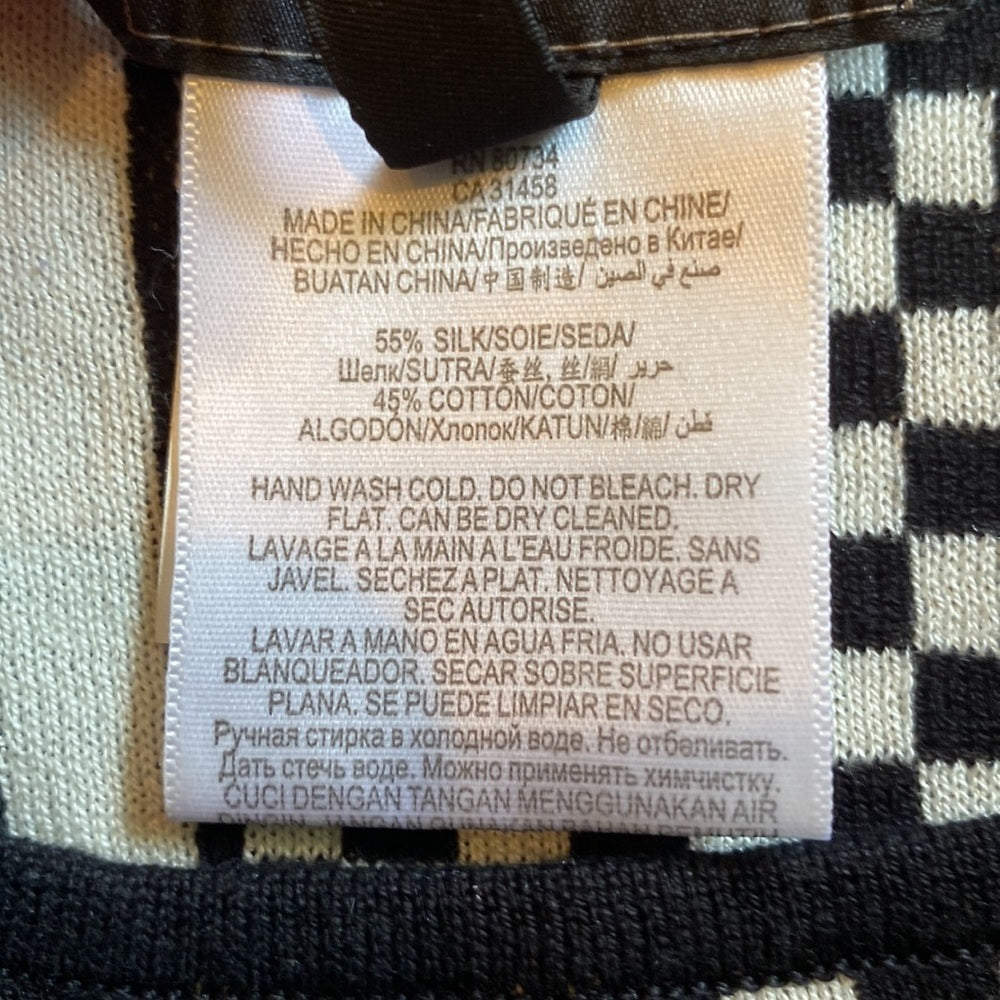 RN 80734
CA 31458
MADE IN CHINA/FABRIQUÉ EN CHINE/
HECHO EN CHINA/Произведено в Китае/
BUATAN CHINA/中国制造/ صنع في الصين
55% SILK/SOIE/SEDA/
Шелк/SUTRA/蚕丝, 丝/絹/ حرير
45% COTTON/COTON/
ALGODÓN/Хлопок/KATUN/棉/綿/ قطن
HAND WASH COLD. DO NOT BLEACH. DRY
FLAT. CAN BE DRY CLEANED.
LAVAGE A LA MAIN A L'EAU FROIDE. SANS
JAVEL. SECHEZ A PLAT. NETTOYAGE A
SEC AUTORISE.
LAVAR A MANO EN AGUA FRIA. NO USAR
BLANQUEADOR. SECAR SOBRE SUPERFICIE
PLANA. SE PUEDE LIMPIAR EN SECO.
Ручная стирка в холодной воде. Не отбеливать.
Дать стечь воде. Можно применять химчистку.
CUCI DENGAN TANGAN MENGGUNAKAN AIR